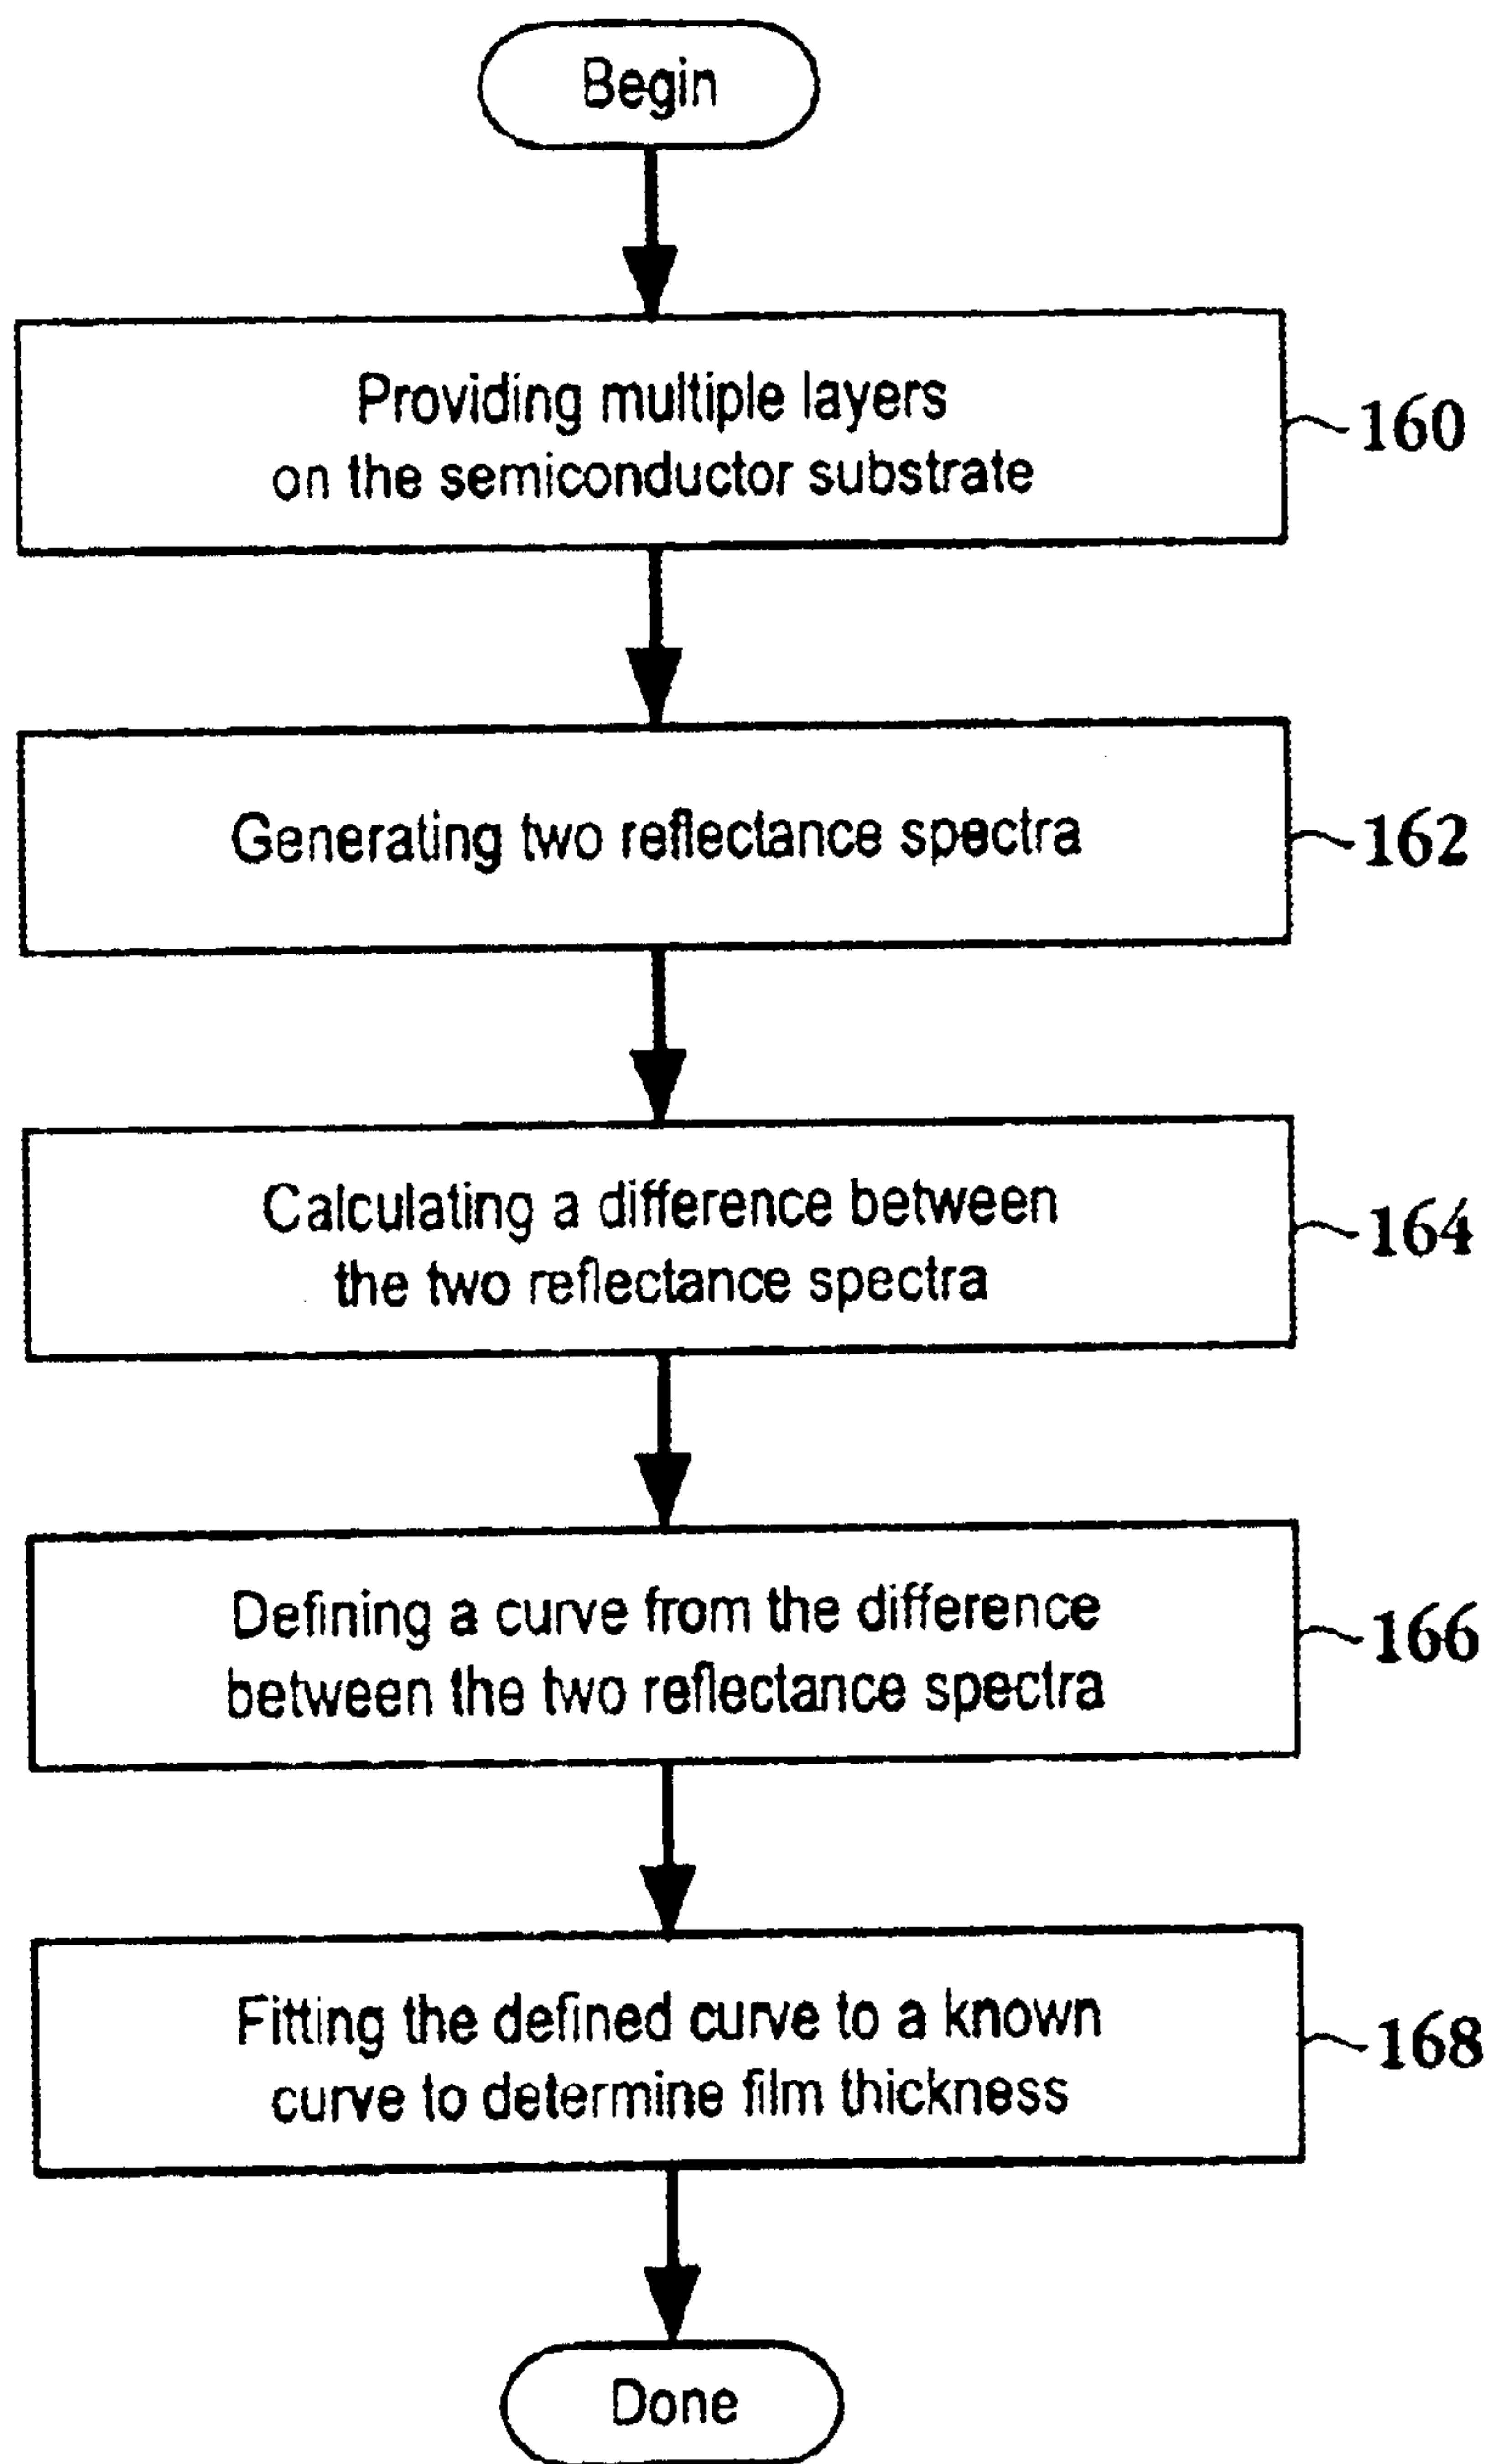 Begin
Providing multiple layers
on the semiconductor substrate
160
Generating two reflectance spectra
162
Calculating a difference between
the two reflectance spectra
164
Defining a curve from the difference
between the two reflectance spectra
166
Fitting the defined curve to a known
curve to determine film thickness
168
Done